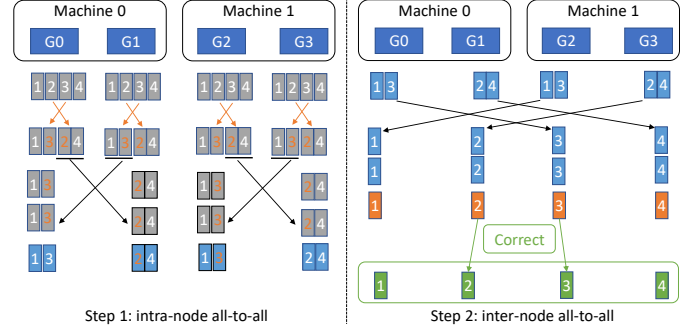 Machine 0 Machine 1 Machine 0 Machine 1
G0 G1 G2 G3 G0 G1 G2 G3
1 2 3 4 1 2 3 4 1 2 3 4 1 2 3 4 1 3 2 4 1 3 2 4
1 3 2 4 1 3 2 4 1 3 2 4 1 3 2 4 1 2 3 4
1 3 2 4 1 3 2 4 1 2 3 4
1 3 2 4 1 3 2 4 1 2 3 4
1 3 2 4 1 3 2 4
Correct
1 2 3 4
Step 1: intra-node all-to-all Step 2: inter-node all-to-all